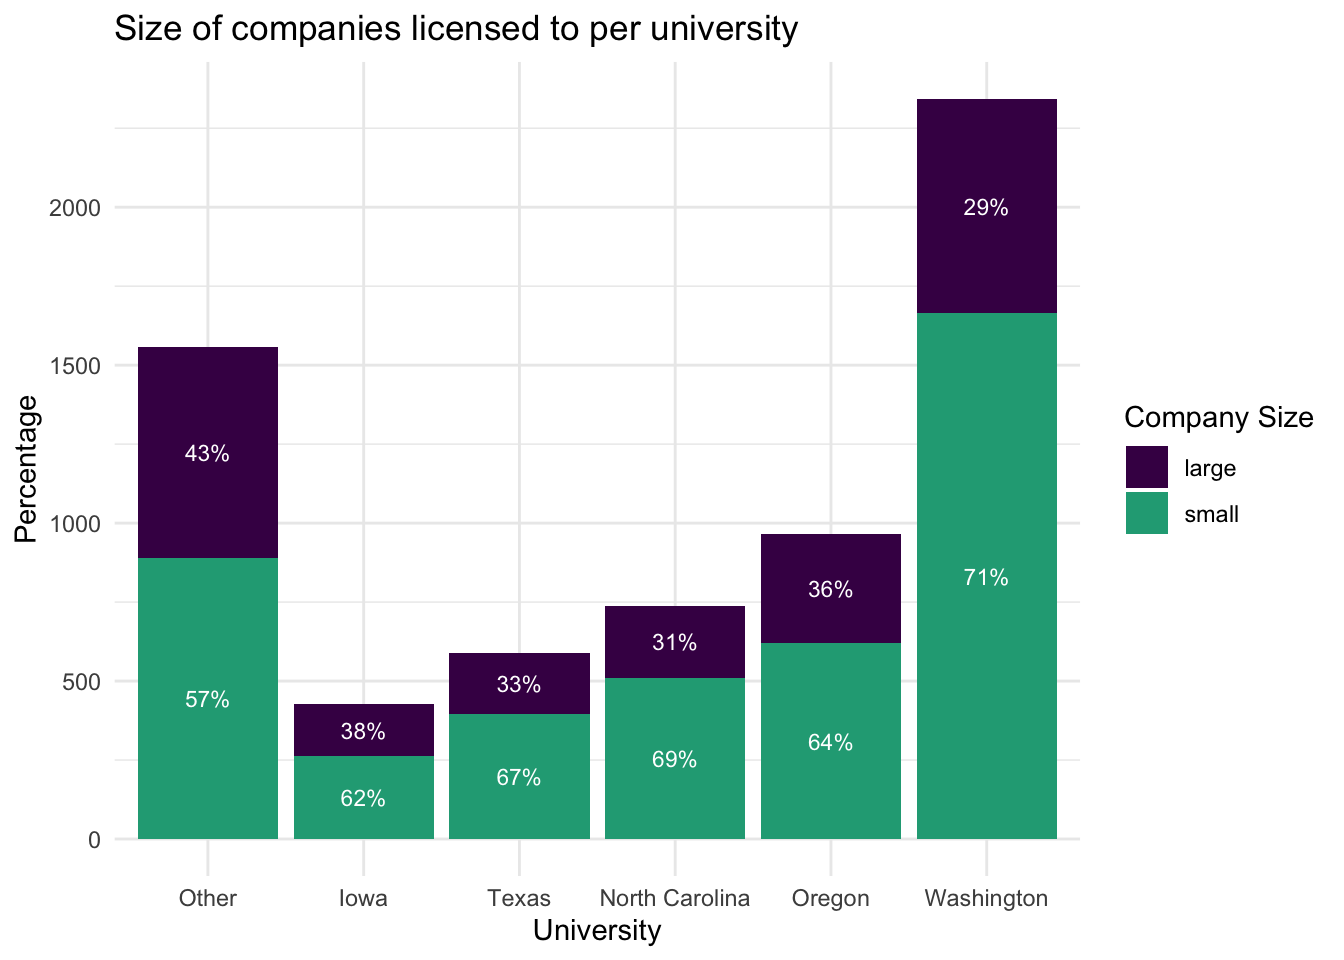 Size of companies licensed to per university
Percentage
2000
1500
1000
500
0
43%
57%
38%
62%
33%
67%
31%
69%
36%
64%
29%
71%
Other
Iowa
Texas
North Carolina
Oregon
Washington
University
Company Size
large
small